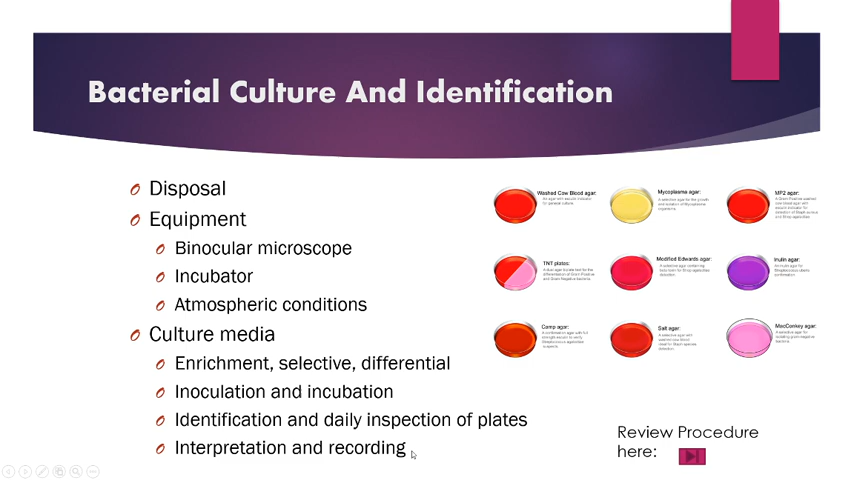 Bacterial Culture And Identification
Disposal
Equipment
Binocular microscope
Incubator
Atmospheric conditions
Culture media
Enrichment, selective, differential
Inoculation and incubation
Identification and daily inspection of plates
Interpretation and recording
Washed Cow Blood agar:
Mycoplasma agar:
MP2 agar:
TNT plates:
Modified Edwards agar:
Inulin agar:
Camp agar:
Salt agar:
MacConkey agar:
Review Procedure
here: